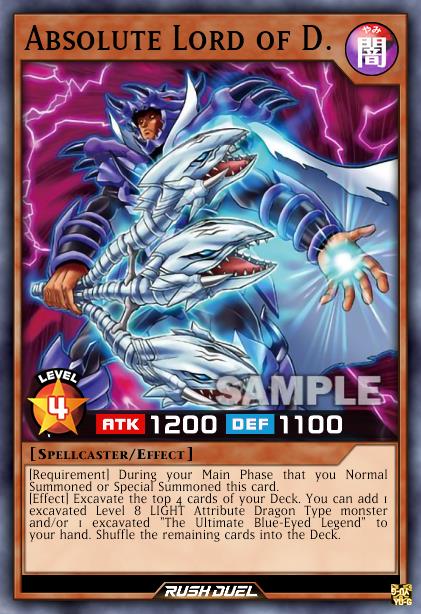 Absolute Lord of D.
やみ
闇
SAMPLE
LEVEL
4
ATK 1200 DEF 1100
[Spellcaster/Effect]
[Requirement] During your Main Phase that you Normal
Summoned or Special Summoned this card.
[Effect] Excavate the top 4 cards of your Deck. You can add 1
excavated Level 8 LIGHT Attribute Dragon Type monster
and/or 1 excavated "The Ultimate Blue-Eyed Legend" to
your hand. Shuffle the remaining cards into the Deck.
RUSH DUEL